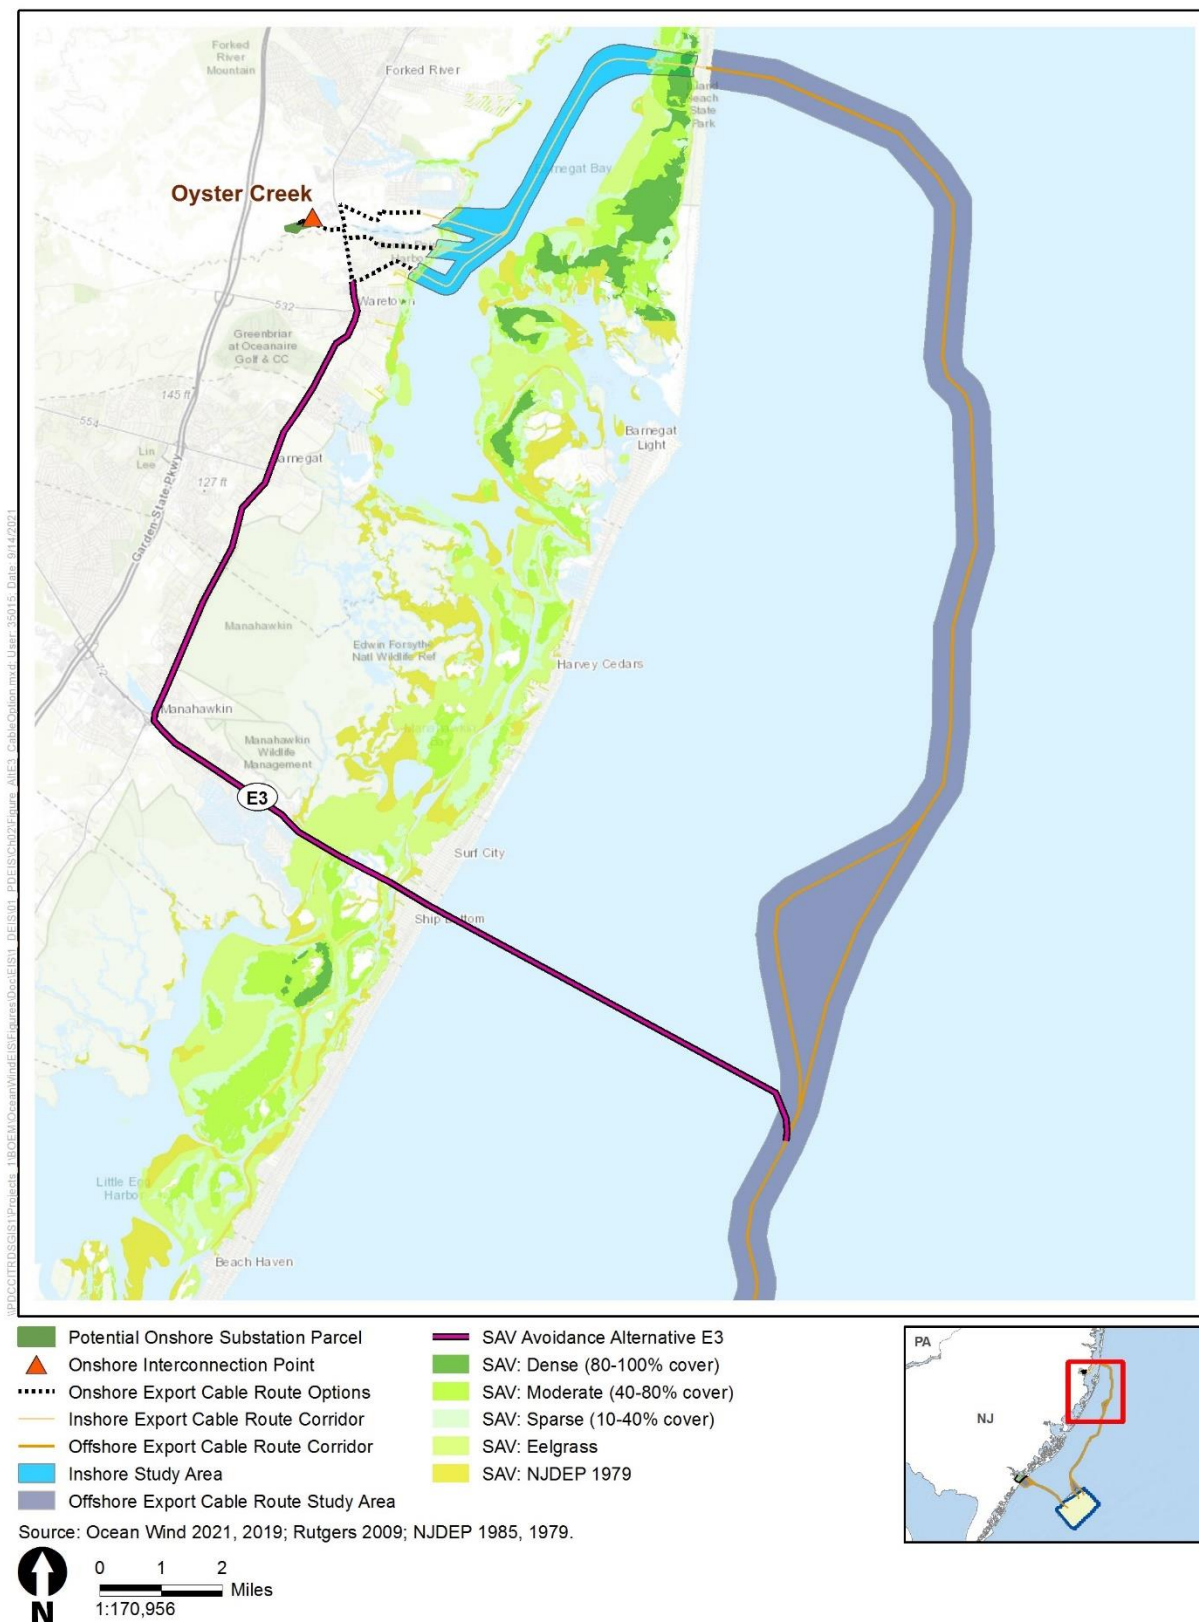 Forked
River
Mountain
Forked River
Island
Beach
State
Park
Barnegat Bay
Oyster Creek
Waretown
532
Greenbriar
at Oceanaire
Golf & CC
145 ft
554
Lin
Lee
Barnegat
127 ft
Garden State Pkwy
Barnegat
Light
Manahawkin
Edwin Forsythe
Natl Wildlife Ref
Harvey Cedars
72
Manahawkin
Manahawkin
Wildlife
Management
E3
Surf City
Ship Bottom
Little Egg
Harbor
Beach Haven
Potential Onshore Substation Parcel
Onshore Interconnection Point
Onshore Export Cable Route Options
Inshore Export Cable Route Corridor
Offshore Export Cable Route Corridor
Inshore Study Area
Offshore Export Cable Route Study Area
SAV Avoidance Alternative E3
SAV: Dense (80-100% cover)
SAV: Moderate (40-80% cover)
SAV: Sparse (10-40% cover)
SAV: Eelgrass
SAV: NJDEP 1979
PA
NJ
Source: Ocean Wind 2021, 2019; Rutgers 2009; NJDEP 1985, 1979.
N
0 1 2
Miles
1:170,956